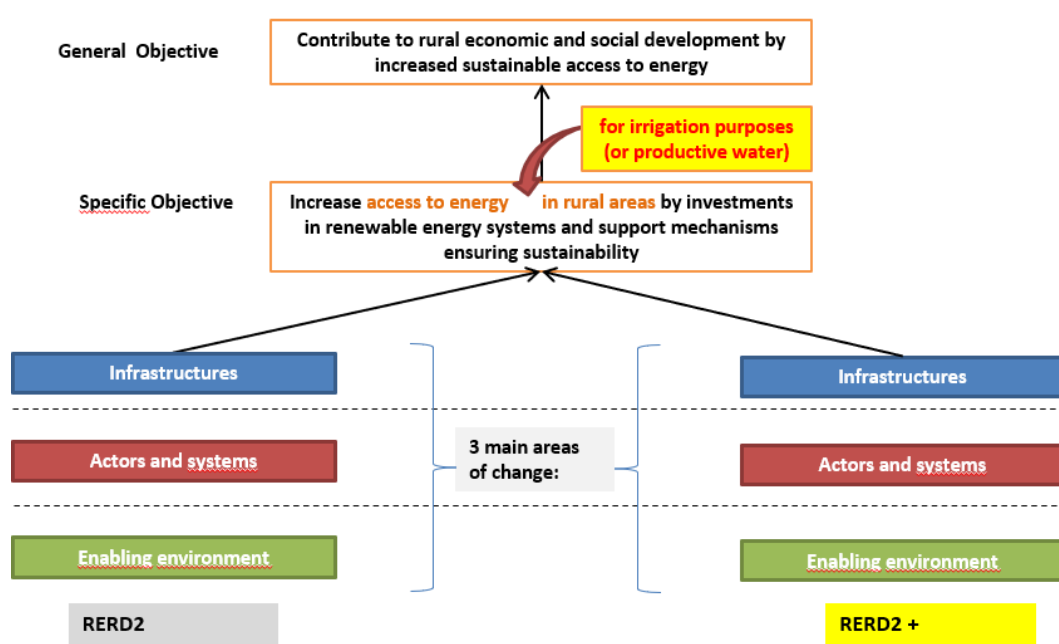 General Objective
Contribute to rural economic and social development by
increased sustainable access to energy
for irrigation purposes
(or productive water)
Specific Objective
Increase access to energy in rural areas by investments
in renewable energy systems and support mechanisms
ensuring sustainability
Infrastructures
Infrastructures
Actors and systems
3 main areas
of change:
Actors and systems
Enabling environment
Enabling environment
RERD2
RERD2 +